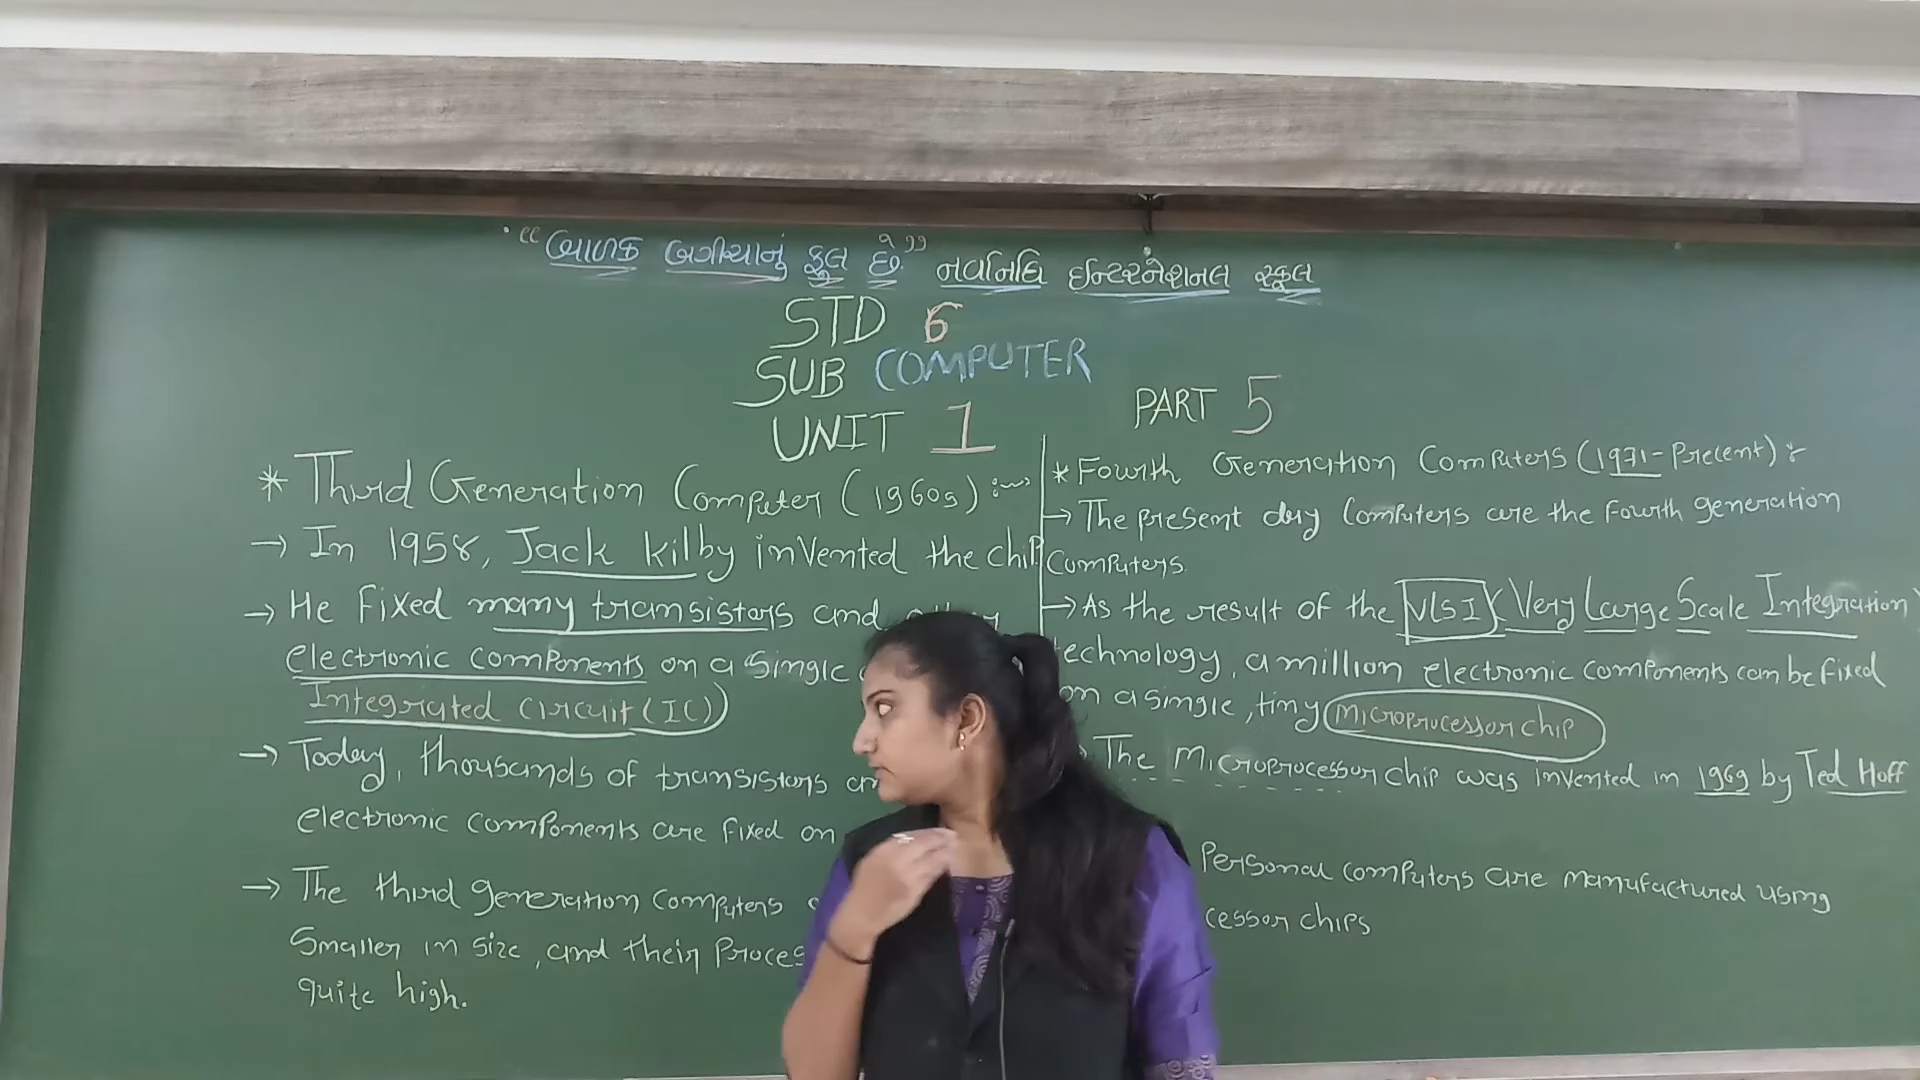 “બાળક બગીચાનું ફૂલ છે.” નવનિધિ ઈન્ટરનેશનલ સ્કૂલ
STD 6
SUB COMPUTER
UNIT 1
PART 5
* Third Generation Computer (1960s) :-
→ In 1958, Jack Kilby invented the chip
→ He fixed many transistors and
electronic components on a single
Integrated Circuit (IC)
→ Today, thousands of transistors
electronic components are fixed on
→ The third generation computers
Smaller in size, and their
quite high.
* Fourth Generation Computers (1971-Precent) :
→ The present day Computers are the Fourth generation
Computers.
→ As the result of the VLSI (Very Large Scale Integration)
technology, a million electronic components can be fixed
on a single, tiny microprocessor chip
The Microprocessor chip was invented in 1969 by Ted Hoff
Personal computers are manufactured using
chips